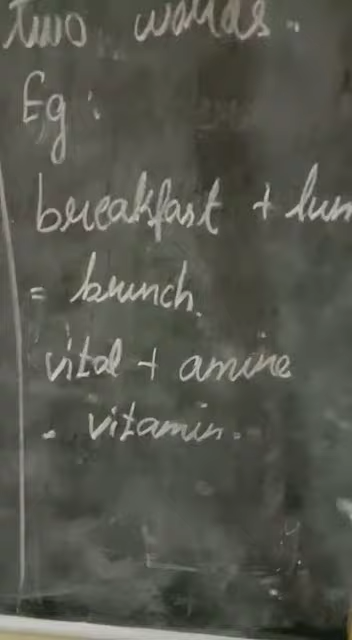 two words.
Eg:
breakfast + lun
= brunch.
vital + amine
- vitamin.